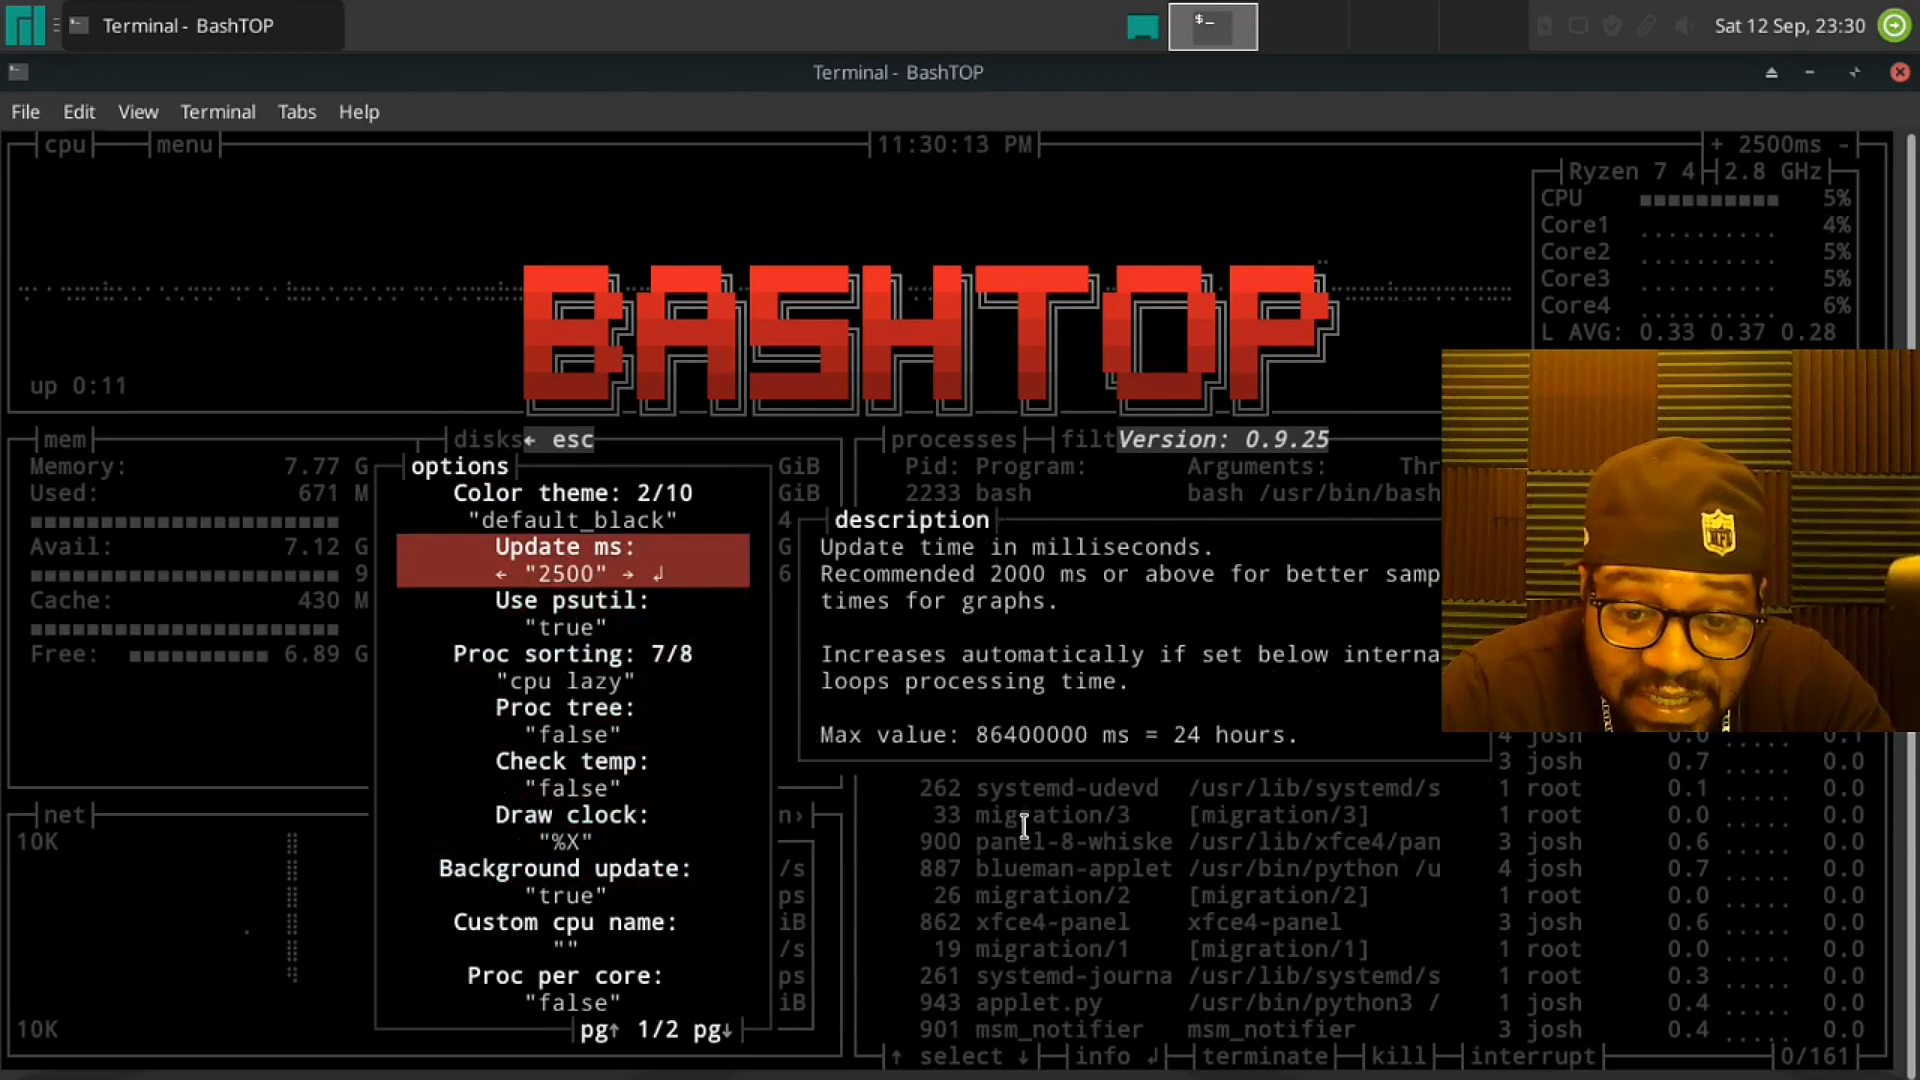 Terminal - BashTOP
$_
Sat 12 Sep, 23:30
Terminal - BashTOP
File Edit View Terminal Tabs Help
cpu menu 11:30:13 PM + 2500ms -
Ryzen 7 4 2.8 GHz
CPU 5%
Core1 4%
Core2 5%
Core3 5%
Core4 6%
L AVG: 0.33 0.37 0.28
BASHTOP
up 0:11
mem disks ← esc processes filt Version: 0.9.25
Memory: 7.77 G
Used: 671 M
Avail: 7.12 G
9
Cache: 430 M
Free: 6.89 G
options
Color theme: 2/10
"default_black"
Update ms:
← "2500" → ↲
Use psutil:
"true"
Proc sorting: 7/8
"cpu lazy"
Proc tree:
"false"
Check temp:
"false"
Draw clock:
"%X"
Background update:
"true"
Custom cpu name:
""
Proc per core:
"false"
pg↑ 1/2 pg↓
GiB
GiB
4
G
6
Pid: Program: Arguments: Thr
2233 bash bash /usr/bin/bash
description
Update time in milliseconds.
Recommended 2000 ms or above for better samp
times for graphs.
Increases automatically if set below interna
loops processing time.
Max value: 86400000 ms = 24 hours.
3 josh 0.7 0.0
262 systemd-udevd /usr/lib/systemd/s 1 root 0.1 0.0
33 migration/3 [migration/3] 1 root 0.0 0.0
900 panel-8-whiske /usr/lib/xfce4/pan 3 josh 0.6 0.0
887 blueman-applet /usr/bin/python /u 4 josh 0.7 0.0
26 migration/2 [migration/2] 1 root 0.0 0.0
862 xfce4-panel xfce4-panel 3 josh 0.6 0.0
19 migration/1 [migration/1] 1 root 0.0 0.0
261 systemd-journa /usr/lib/systemd/s 1 root 0.3 0.0
943 applet.py /usr/bin/python3 / 1 josh 0.4 0.0
901 msm_notifier msm_notifier 3 josh 0.4 0.0
↑ select ↓ info ↲ terminate kill interrupt 0/161
net n›
10K
/s
ps
iB
/s
ps
iB
10K
NFL